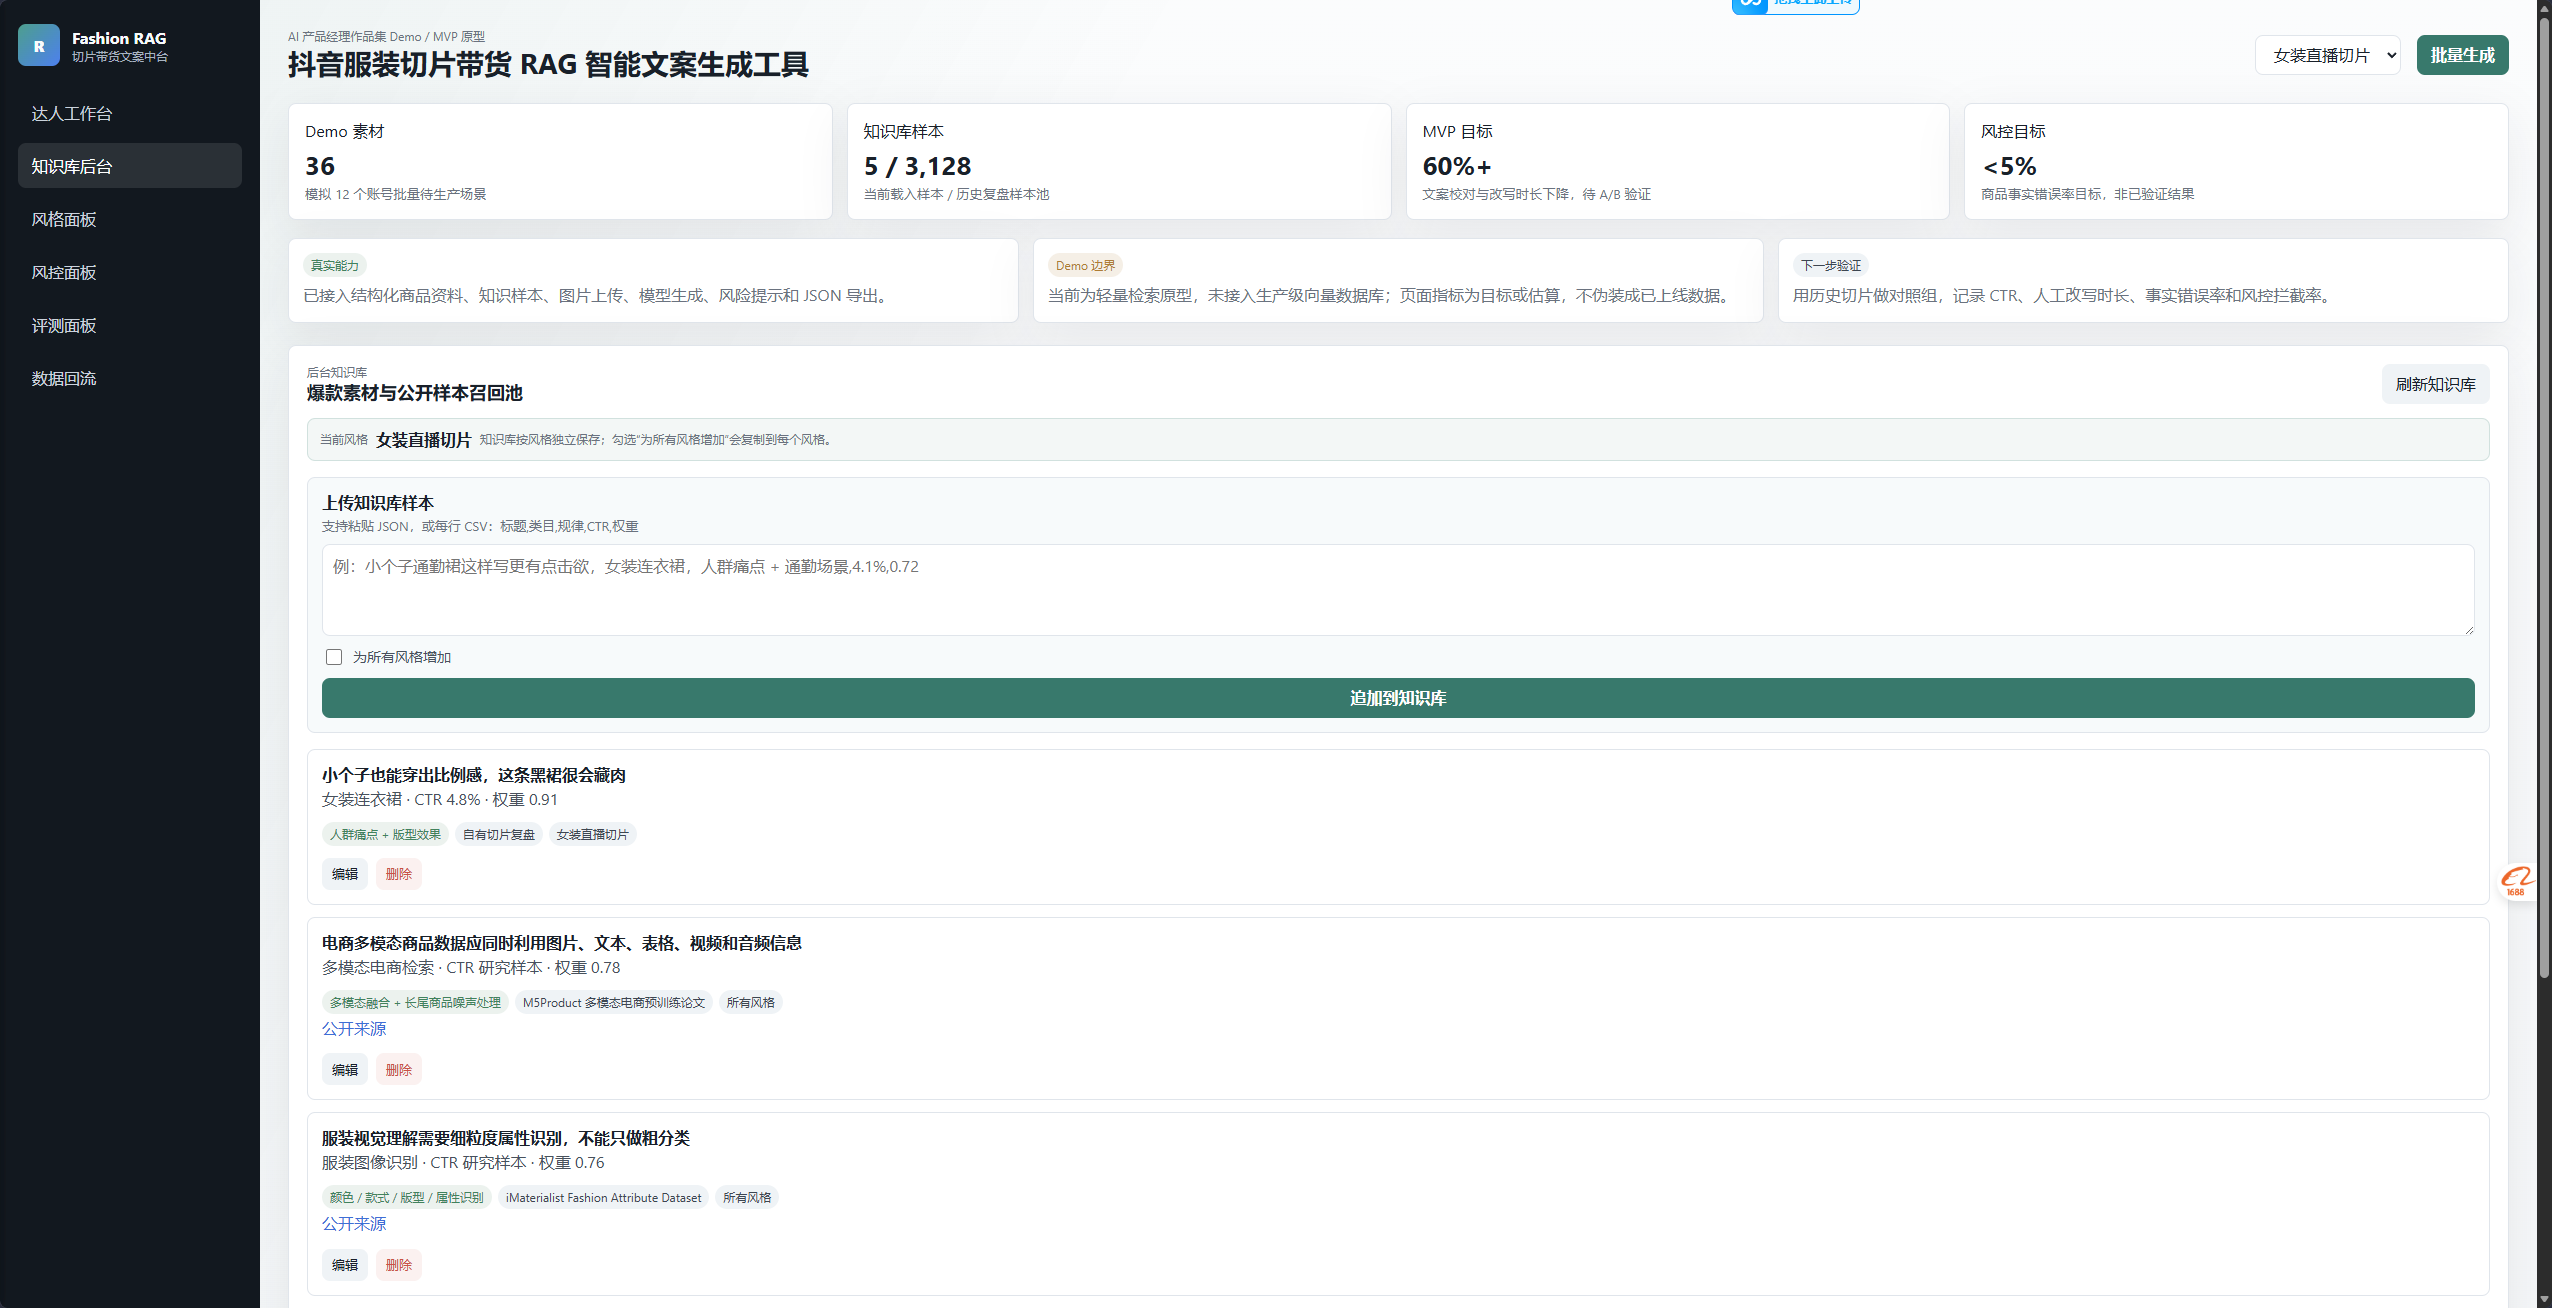 R
Fashion RAG
切片带货文案中台
达人工作台
知识库后台
风格面板
风控面板
评测面板
数据回流
AI 产品经理作品集 Demo / MVP 原型
抖音服装切片带货 RAG 智能文案生成工具
女装直播切片
批量生成
Demo 素材
36
模拟 12 个账号批量待生产场景
知识库样本
5 / 3,128
当前载入样本 / 历史复盘样本池
MVP 目标
60%+
文案校对与改写时长下降，待 A/B 验证
风控目标
<5%
商品事实错误率目标，非已验证结果
真实能力
已接入结构化商品资料、知识样本、图片上传、模型生成、风险提示和 JSON 导出。
Demo 边界
当前为轻量检索原型，未接入生产级向量数据库；页面指标为目标或估算，不伪装成已上线数据。
下一步验证
用历史切片做对照组，记录 CTR、人工改写时长、事实错误率和风控拦截率。
后台知识库
爆款素材与公开样本召回池
刷新知识库
当前风格 女装直播切片 知识库按风格独立保存；勾选“为所有风格增加”会复制到每个风格。
上传知识库样本
支持粘贴 JSON，或每行 CSV：标题,类目,规律,CTR,权重
例：小个子通勤裙这样写更有点击欲，女装连衣裙，人群痛点 + 通勤场景,4.1%,0.72
为所有风格增加
追加到知识库
小个子也能穿出比例感，这条黑裙很会藏肉
女装连衣裙 · CTR 4.8% · 权重 0.91
人群痛点 + 版型效果 自有切片复盘 女装直播切片
编辑 删除
1688
电商多模态商品数据应同时利用图片、文本、表格、视频和音频信息
多模态电商检索 · CTR 研究样本 · 权重 0.78
多模态融合 + 长尾商品噪声处理 M5Product 多模态电商预训练论文 所有风格
公开来源
编辑 删除
服装视觉理解需要细粒度属性识别，不能只做粗分类
服装图像识别 · CTR 研究样本 · 权重 0.76
颜色 / 款式 / 版型 / 属性识别 iMaterialist Fashion Attribute Dataset 所有风格
公开来源
编辑 删除